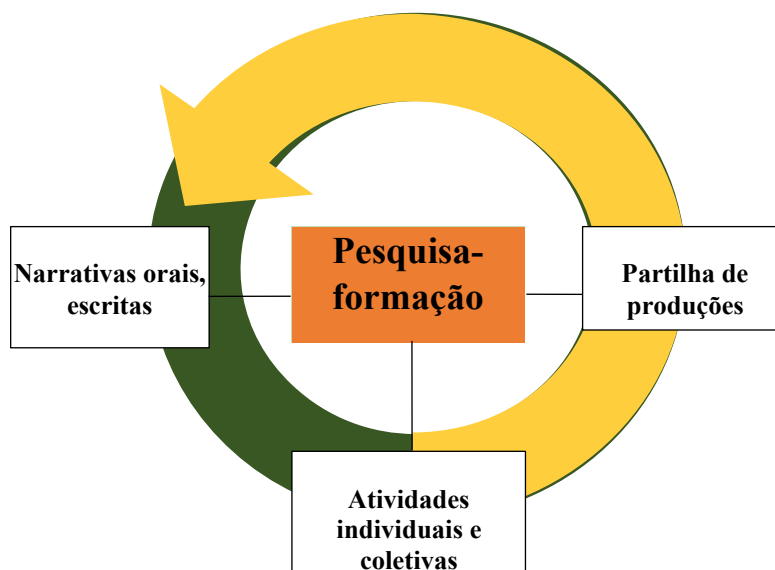 Pesquisa-
formação
Narrativas orais,
escritas
Partilha de
produções
Atividades
individuais e
coletivas